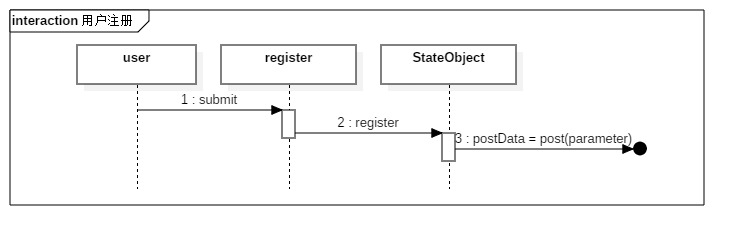 interaction 用户注册
user
register
StateObject
1 : submit
2 : register
3 : postData = post(parameter)